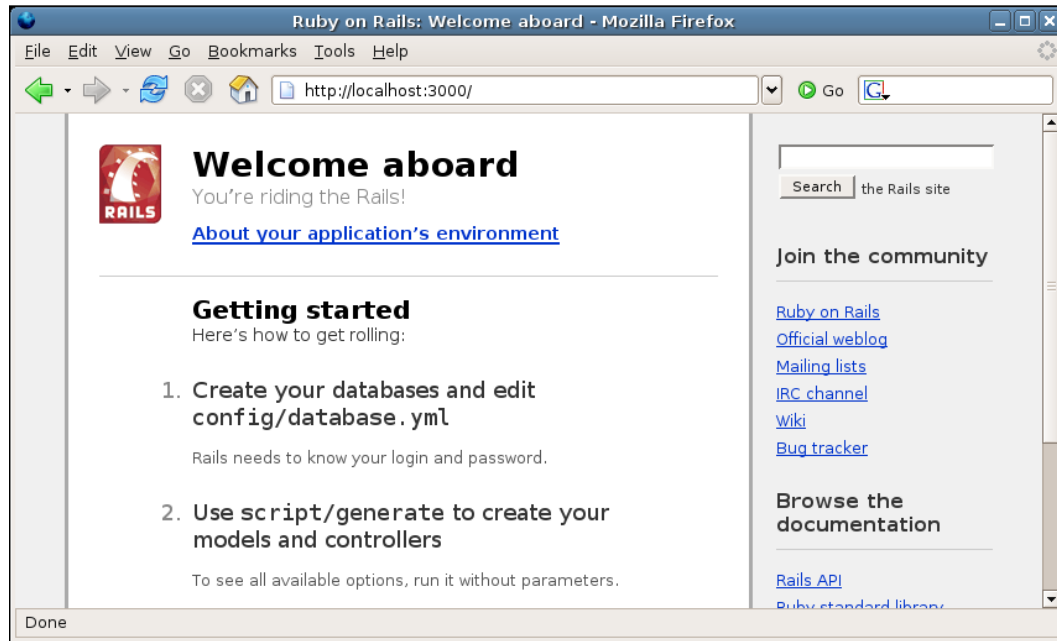 Ruby on Rails: Welcome aboard - Mozilla Firefox
File Edit View Go Bookmarks Tools Help
http://localhost:3000/
Go
G
RAILS
Welcome aboard
You're riding the Rails!
About your application's environment
Getting started
Here's how to get rolling:
1. Create your databases and edit
config/database.yml
Rails needs to know your login and password.
2. Use script/generate to create your
models and controllers
To see all available options, run it without parameters.
Search the Rails site
Join the community
Ruby on Rails
Official weblog
Mailing lists
IRC channel
Wiki
Bug tracker
Browse the
documentation
Rails API
Ruby standard library
Done